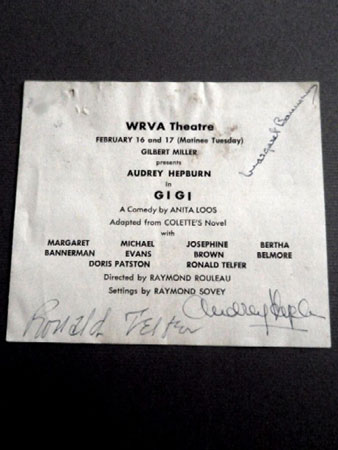 WRVA Theatre
FEBRUARY 16 and 17 (Matinee Tuesday)
GILBERT MILLER
presents
AUDREY HEPBURN
in
GIGI
A Comedy by ANITA LOOS
Adapted from COLETTE'S Novel
with
MARGARET BANNERMAN
MICHAEL EVANS
JOSEPHINE BROWN
BERTHA BELMORE
DORIS PATSTON
RONALD TELFER
Directed by RAYMOND ROULEAU
Settings by RAYMOND SOVEY
Margaret Bannerman
Ronald Telfer
Audrey Hepburn